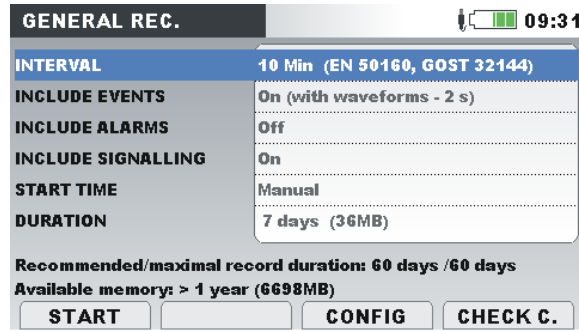 GENERAL REC. 09:31
INTERVAL 10 Min (EN 50160, GOST 32144)
INCLUDE EVENTS On (with waveforms - 2 s)
INCLUDE ALARMS Off
INCLUDE SIGNALLING On
START TIME Manual
DURATION 7 days (36MB)
Recommended/maximal record duration: 60 days /60 days
Available memory: > 1 year (6698MB)
START CONFIG CHECK C.